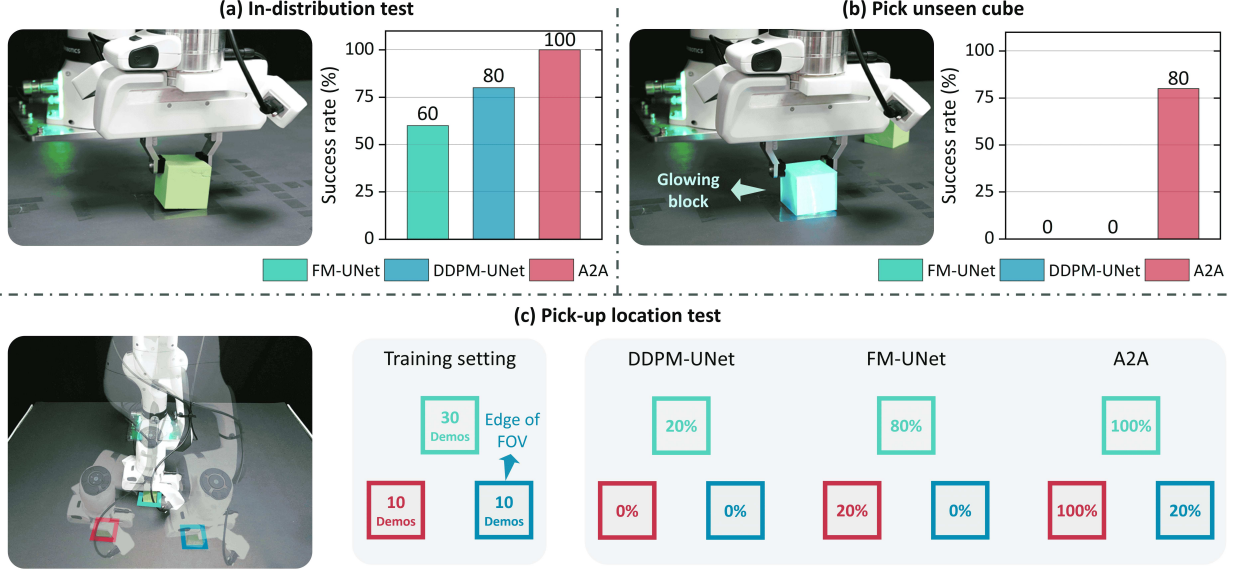 (a) In-distribution test
100
75
50
25
0
Success rate (%)
60
80
100
FM-UNet
DDPM-UNet
A2A
(b) Pick unseen cube
Glowing
block
100
75
50
25
0
Success rate (%)
0
0
80
FM-UNet
DDPM-UNet
A2A
(c) Pick-up location test
Training setting
30
Demos
Edge of
FOV
10
Demos
10
Demos
DDPM-UNet
20%
0%
0%
FM-UNet
80%
20%
0%
A2A
100%
100%
20%